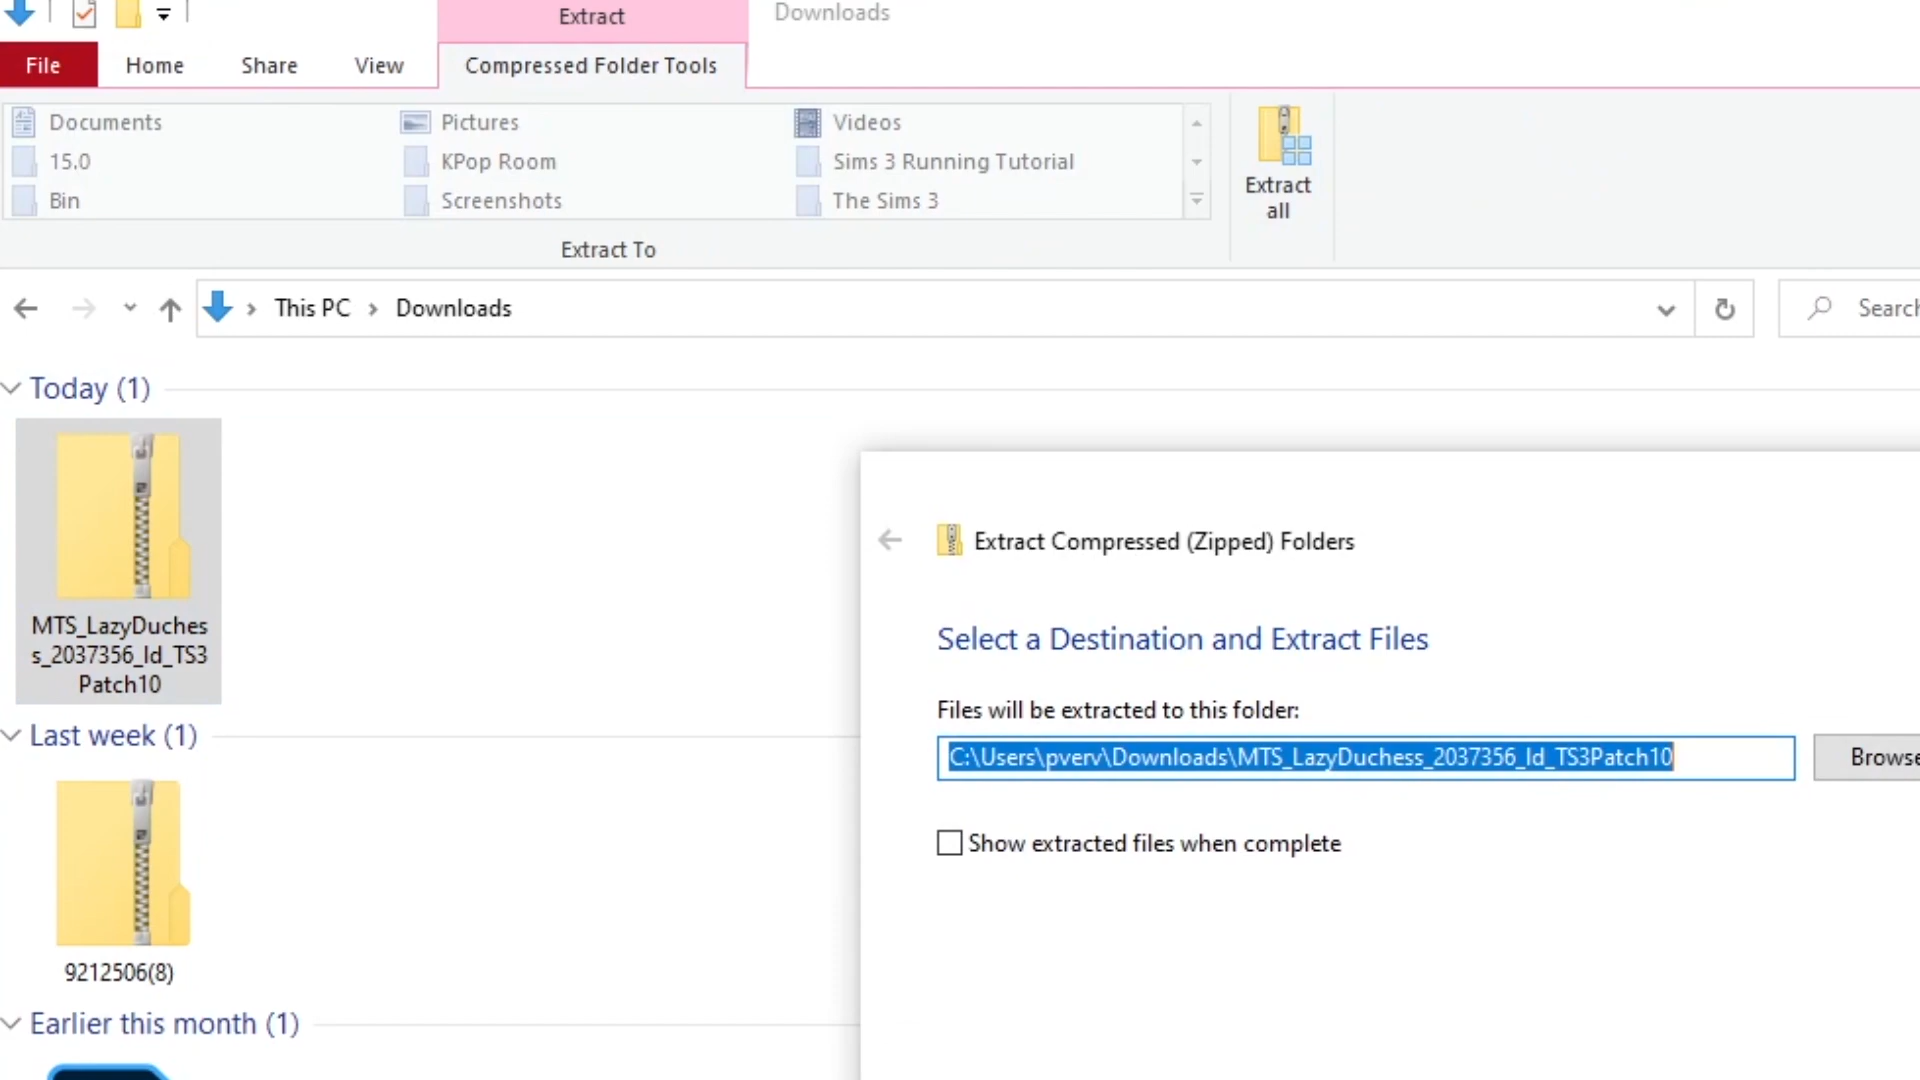 Extract
Downloads
File
Home
Share
View
Compressed Folder Tools
Documents
Pictures
Videos
15.0
KPop Room
Sims 3 Running Tutorial
Bin
Screenshots
The Sims 3
Extract
all
Extract To
This PC
Downloads
Search
Today (1)
MTS_LazyDuches
s_2037356_ld_TS3
Patch10
Last week (1)
9212506(8)
Earlier this month (1)
Extract Compressed (Zipped) Folders
Select a Destination and Extract Files
Files will be extracted to this folder:
C:\Users\pverv\Downloads\MTS_LazyDuchess_2037356_ld_TS3Patch10
Browse
Show extracted files when complete